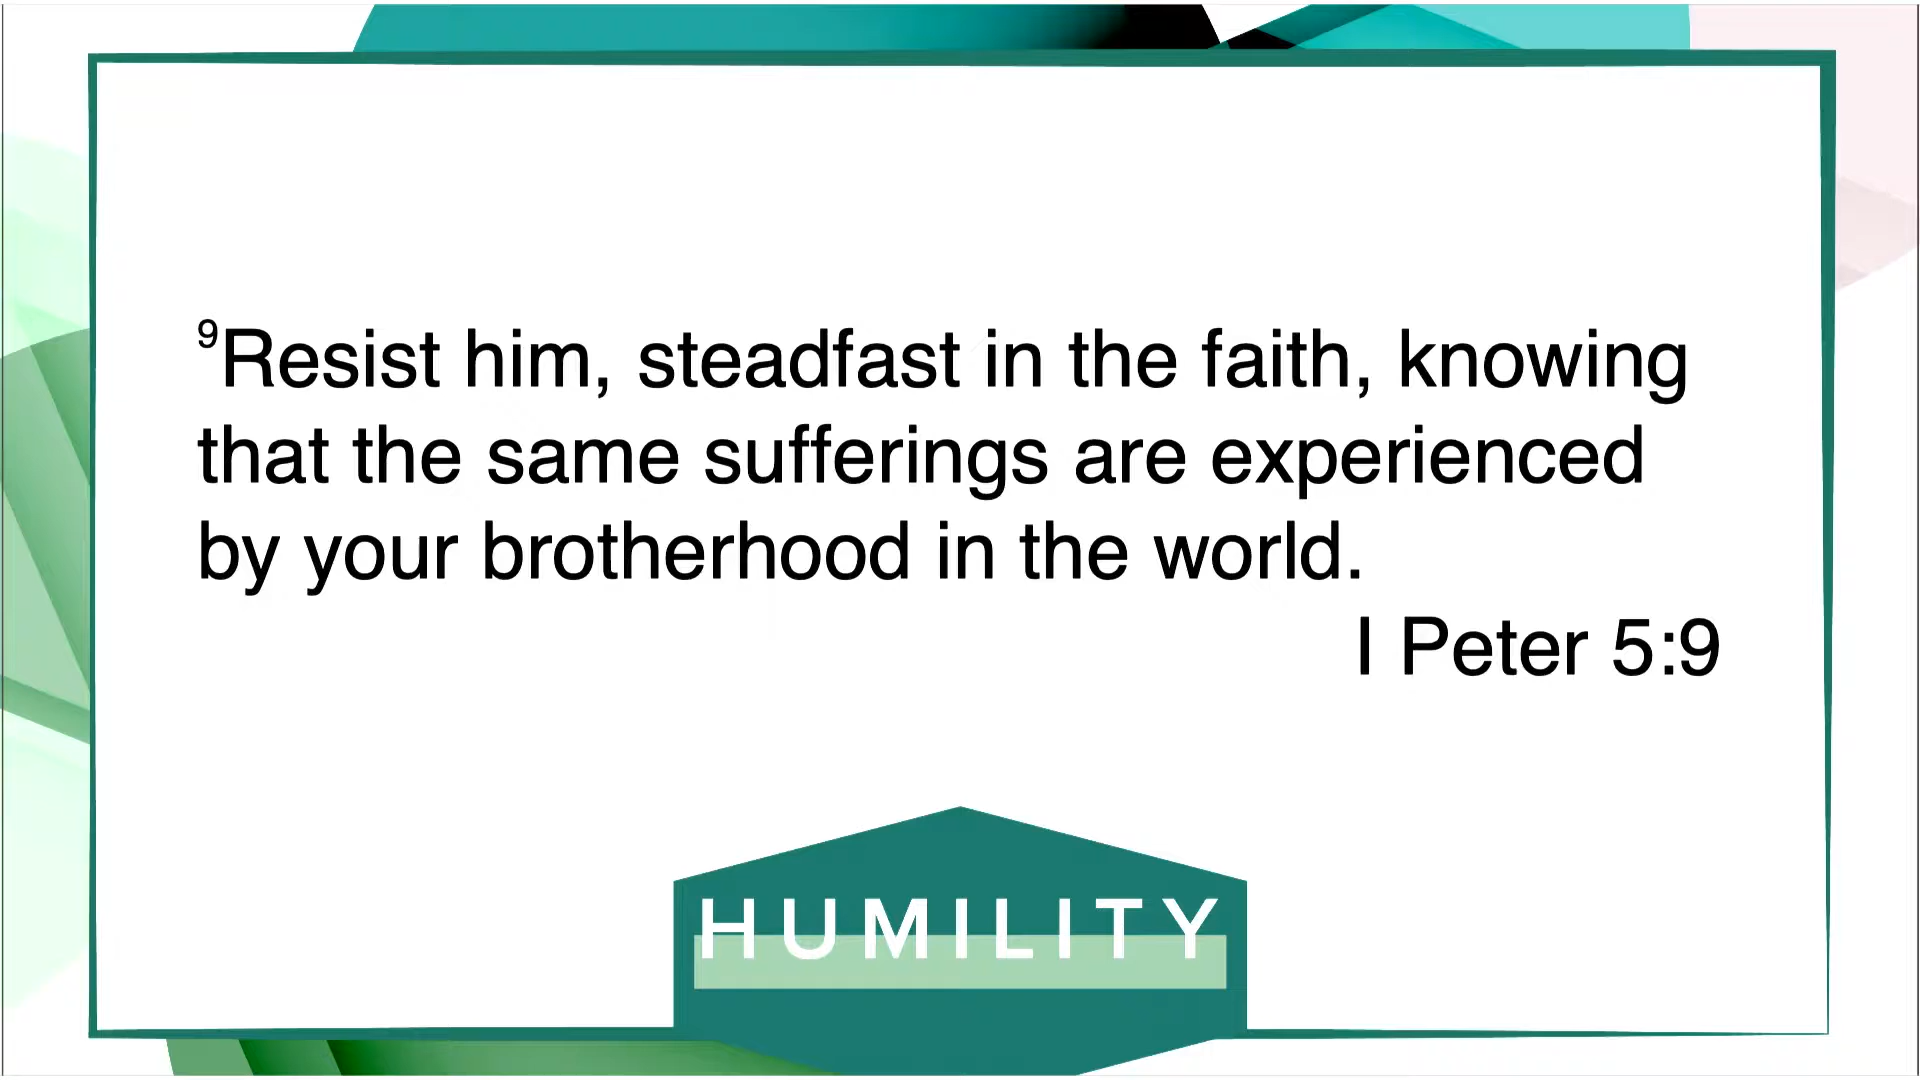 ⁹Resist him, steadfast in the faith, knowing
that the same sufferings are experienced
by your brotherhood in the world.
I Peter 5:9
HUMILITY